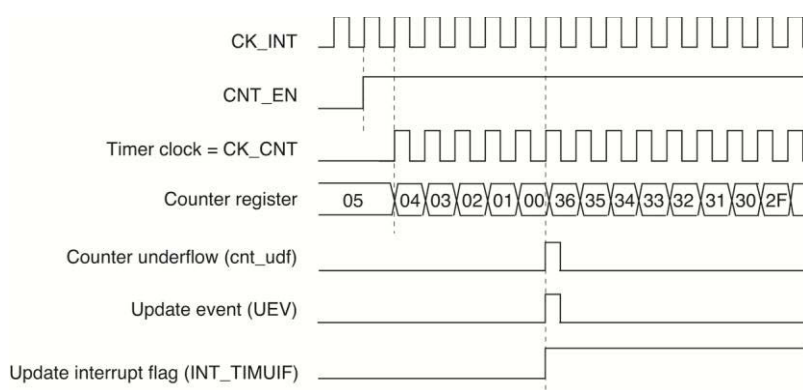 CK_INT
CNT_EN
Timer clock = CK_CNT
Counter register 05 04 03 02 01 00 36 35 34 33 32 31 30 2F
Counter underflow (cnt_udf)
Update event (UEV)
Update interrupt flag (INT_TIMUIF)